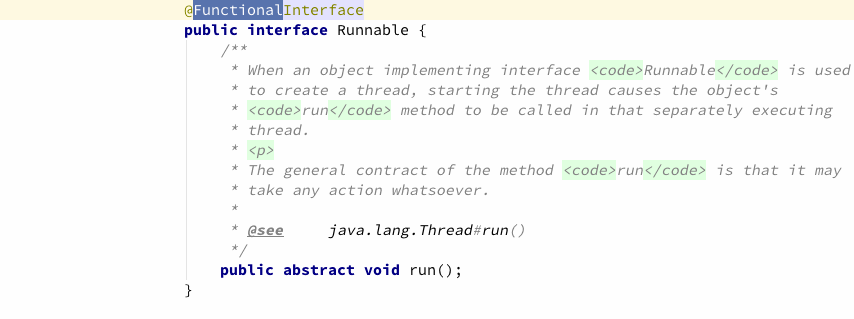 @FunctionalInterface
public interface Runnable {
/**
* When an object implementing interface <code>Runnable</code> is used
* to create a thread, starting the thread causes the object's
* <code>run</code> method to be called in that separately executing
* thread.
* <p>
* The general contract of the method <code>run</code> is that it may
* take any action whatsoever.
*
* @see     java.lang.Thread#run()
*/
public abstract void run();
}